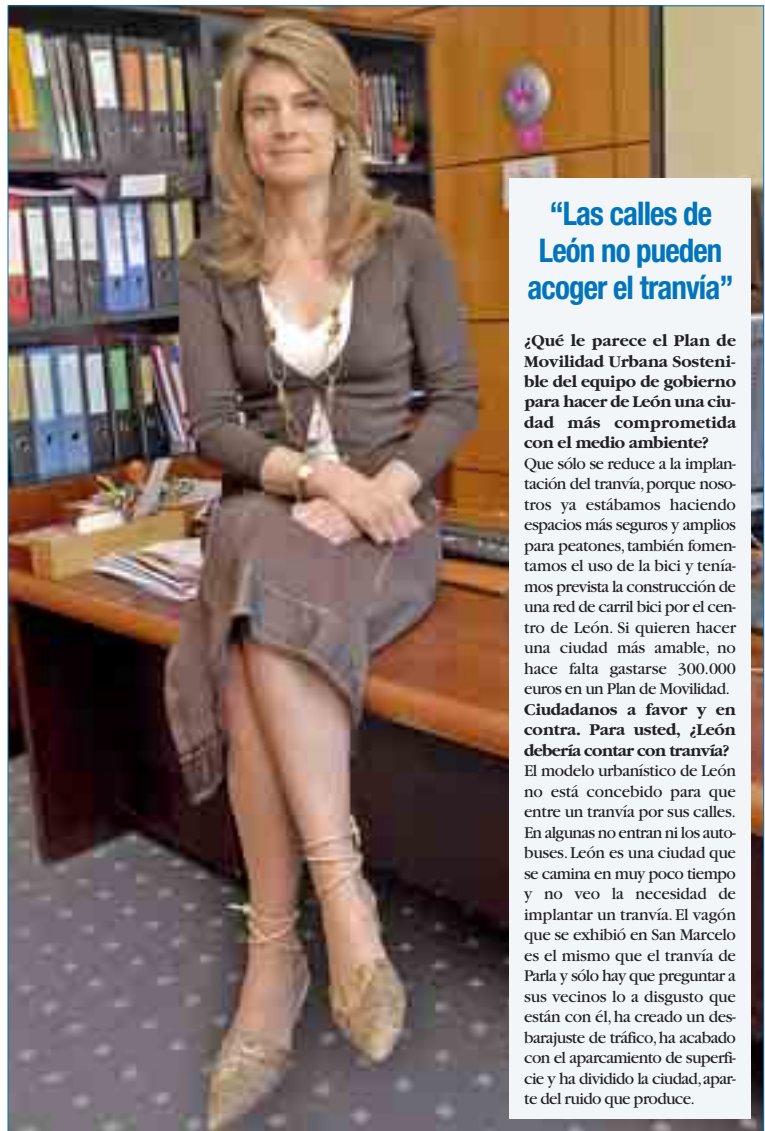 “Las calles de
León no pueden
acoger el tranvía”
¿Qué le parece el Plan de
Movilidad Urbana Sosteni-
ble del equipo de gobierno
para hacer de León una ciu-
dad más comprometida
con el medio ambiente?
Que sólo se reduce a la implan-
tación del tranvía, porque noso-
tros ya estábamos haciendo
espacios más seguros y amplios
para peatones, también fomen-
tamos el uso de la bici y tenía-
mos prevista la construcción de
una red de carril bici por el cen-
tro de León. Si quieren hacer
una ciudad más amable, no
hace falta gastarse 300.000
euros en un Plan de Movilidad.
Ciudadanos a favor y en
contra. Para usted, ¿León
debería contar con tranvía?
El modelo urbanístico de León
no está concebido para que
entre un tranvía por sus calles.
En algunas no entran ni los auto-
buses. León es una ciudad que
se camina en muy poco tiempo
y no veo la necesidad de
implantar un tranvía. El vagón
que se exhibió en San Marcelo
es el mismo que el tranvía de
Parla y sólo hay que preguntar a
sus vecinos lo a disgusto que
están con él, ha creado un des-
barajuste de tráfico, ha acabado
con el aparcamiento de superfi-
cie y ha dividido la ciudad, apar-
te del ruido que produce.